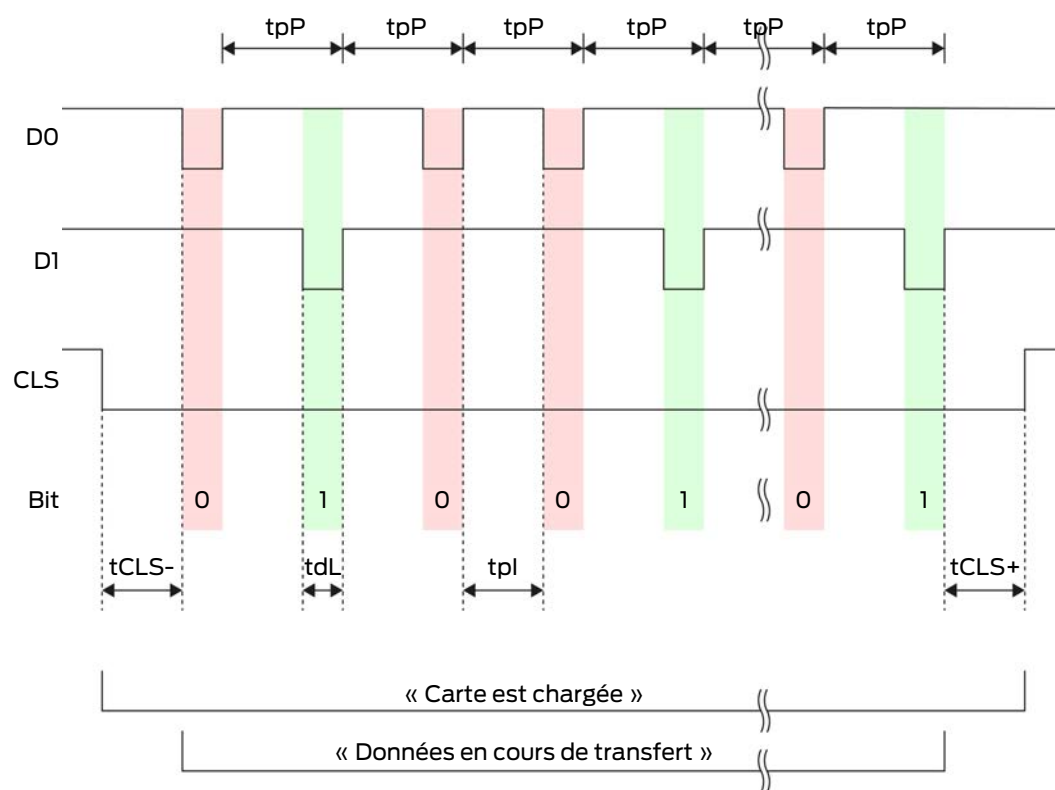 tpP tpP tpP tpP tpP tpP
D0
D1
CLS
Bit 0 1 0 0 1 0 1
tCLS- tdL tpI tCLS+
« Carte est chargée »
« Données en cours de transfert »